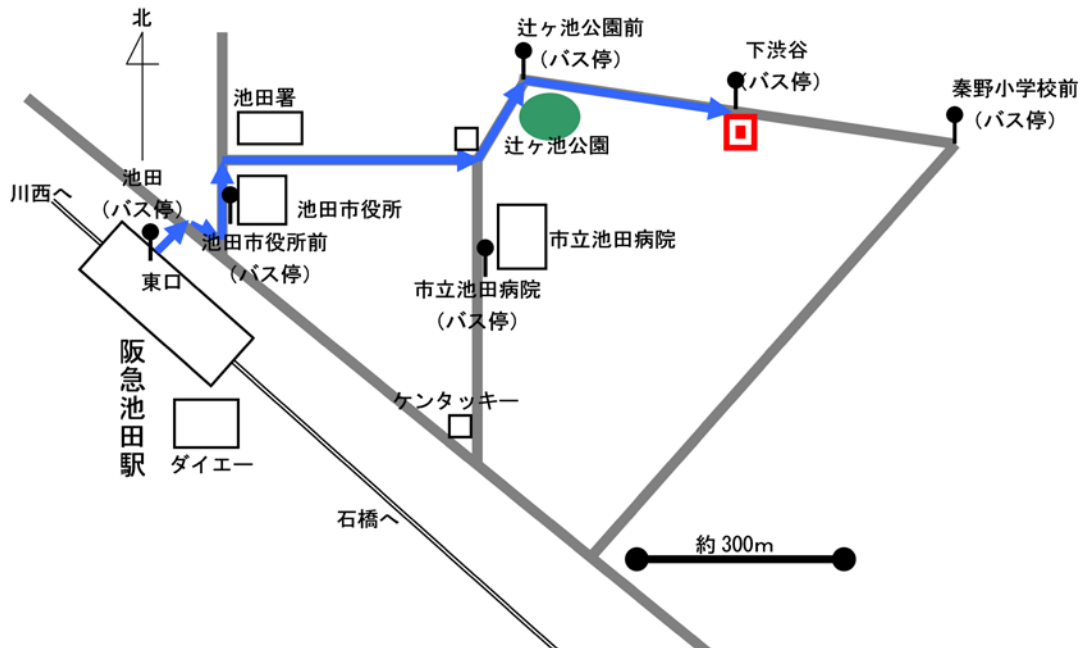 北
辻ヶ池公園前
（バス停）
下渋谷
（バス停）
秦野小学校前
（バス停）
池田署
辻ヶ池公園
池田
（バス停）
川西へ
池田市役所
池田市役所前
（バス停）
東口
市立池田病院
市立池田病院
（バス停）
阪急池田駅
ケンタッキー
ダイエー
石橋へ
約300m